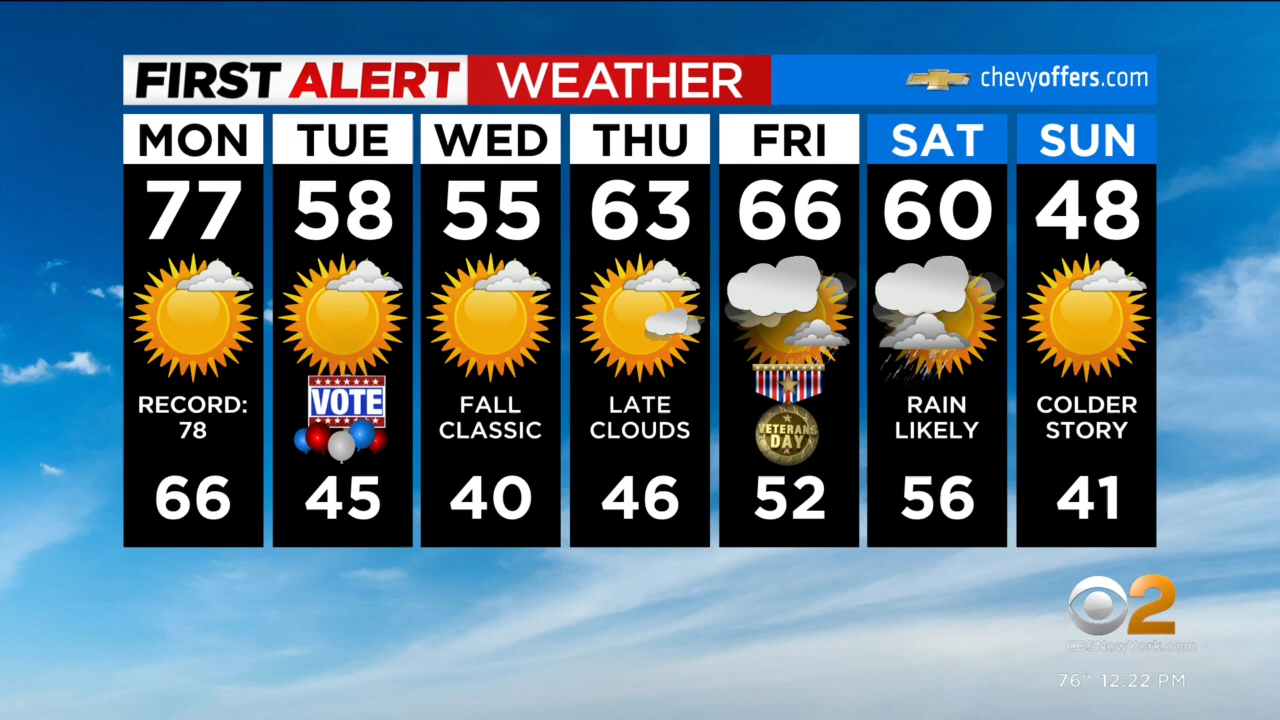 FIRST ALERT WEATHER
chevyoffers.com
MON TUE WED THU FRI SAT SUN
77 58 55 63 66 60 48
RECORD:
78
VOTE
FALL
CLASSIC
LATE
CLOUDS
VETERANS
DAY
RAIN
LIKELY
COLDER
STORY
66 45 40 46 52 56 41
2
CBSNewYork.com
76° 12:22 PM